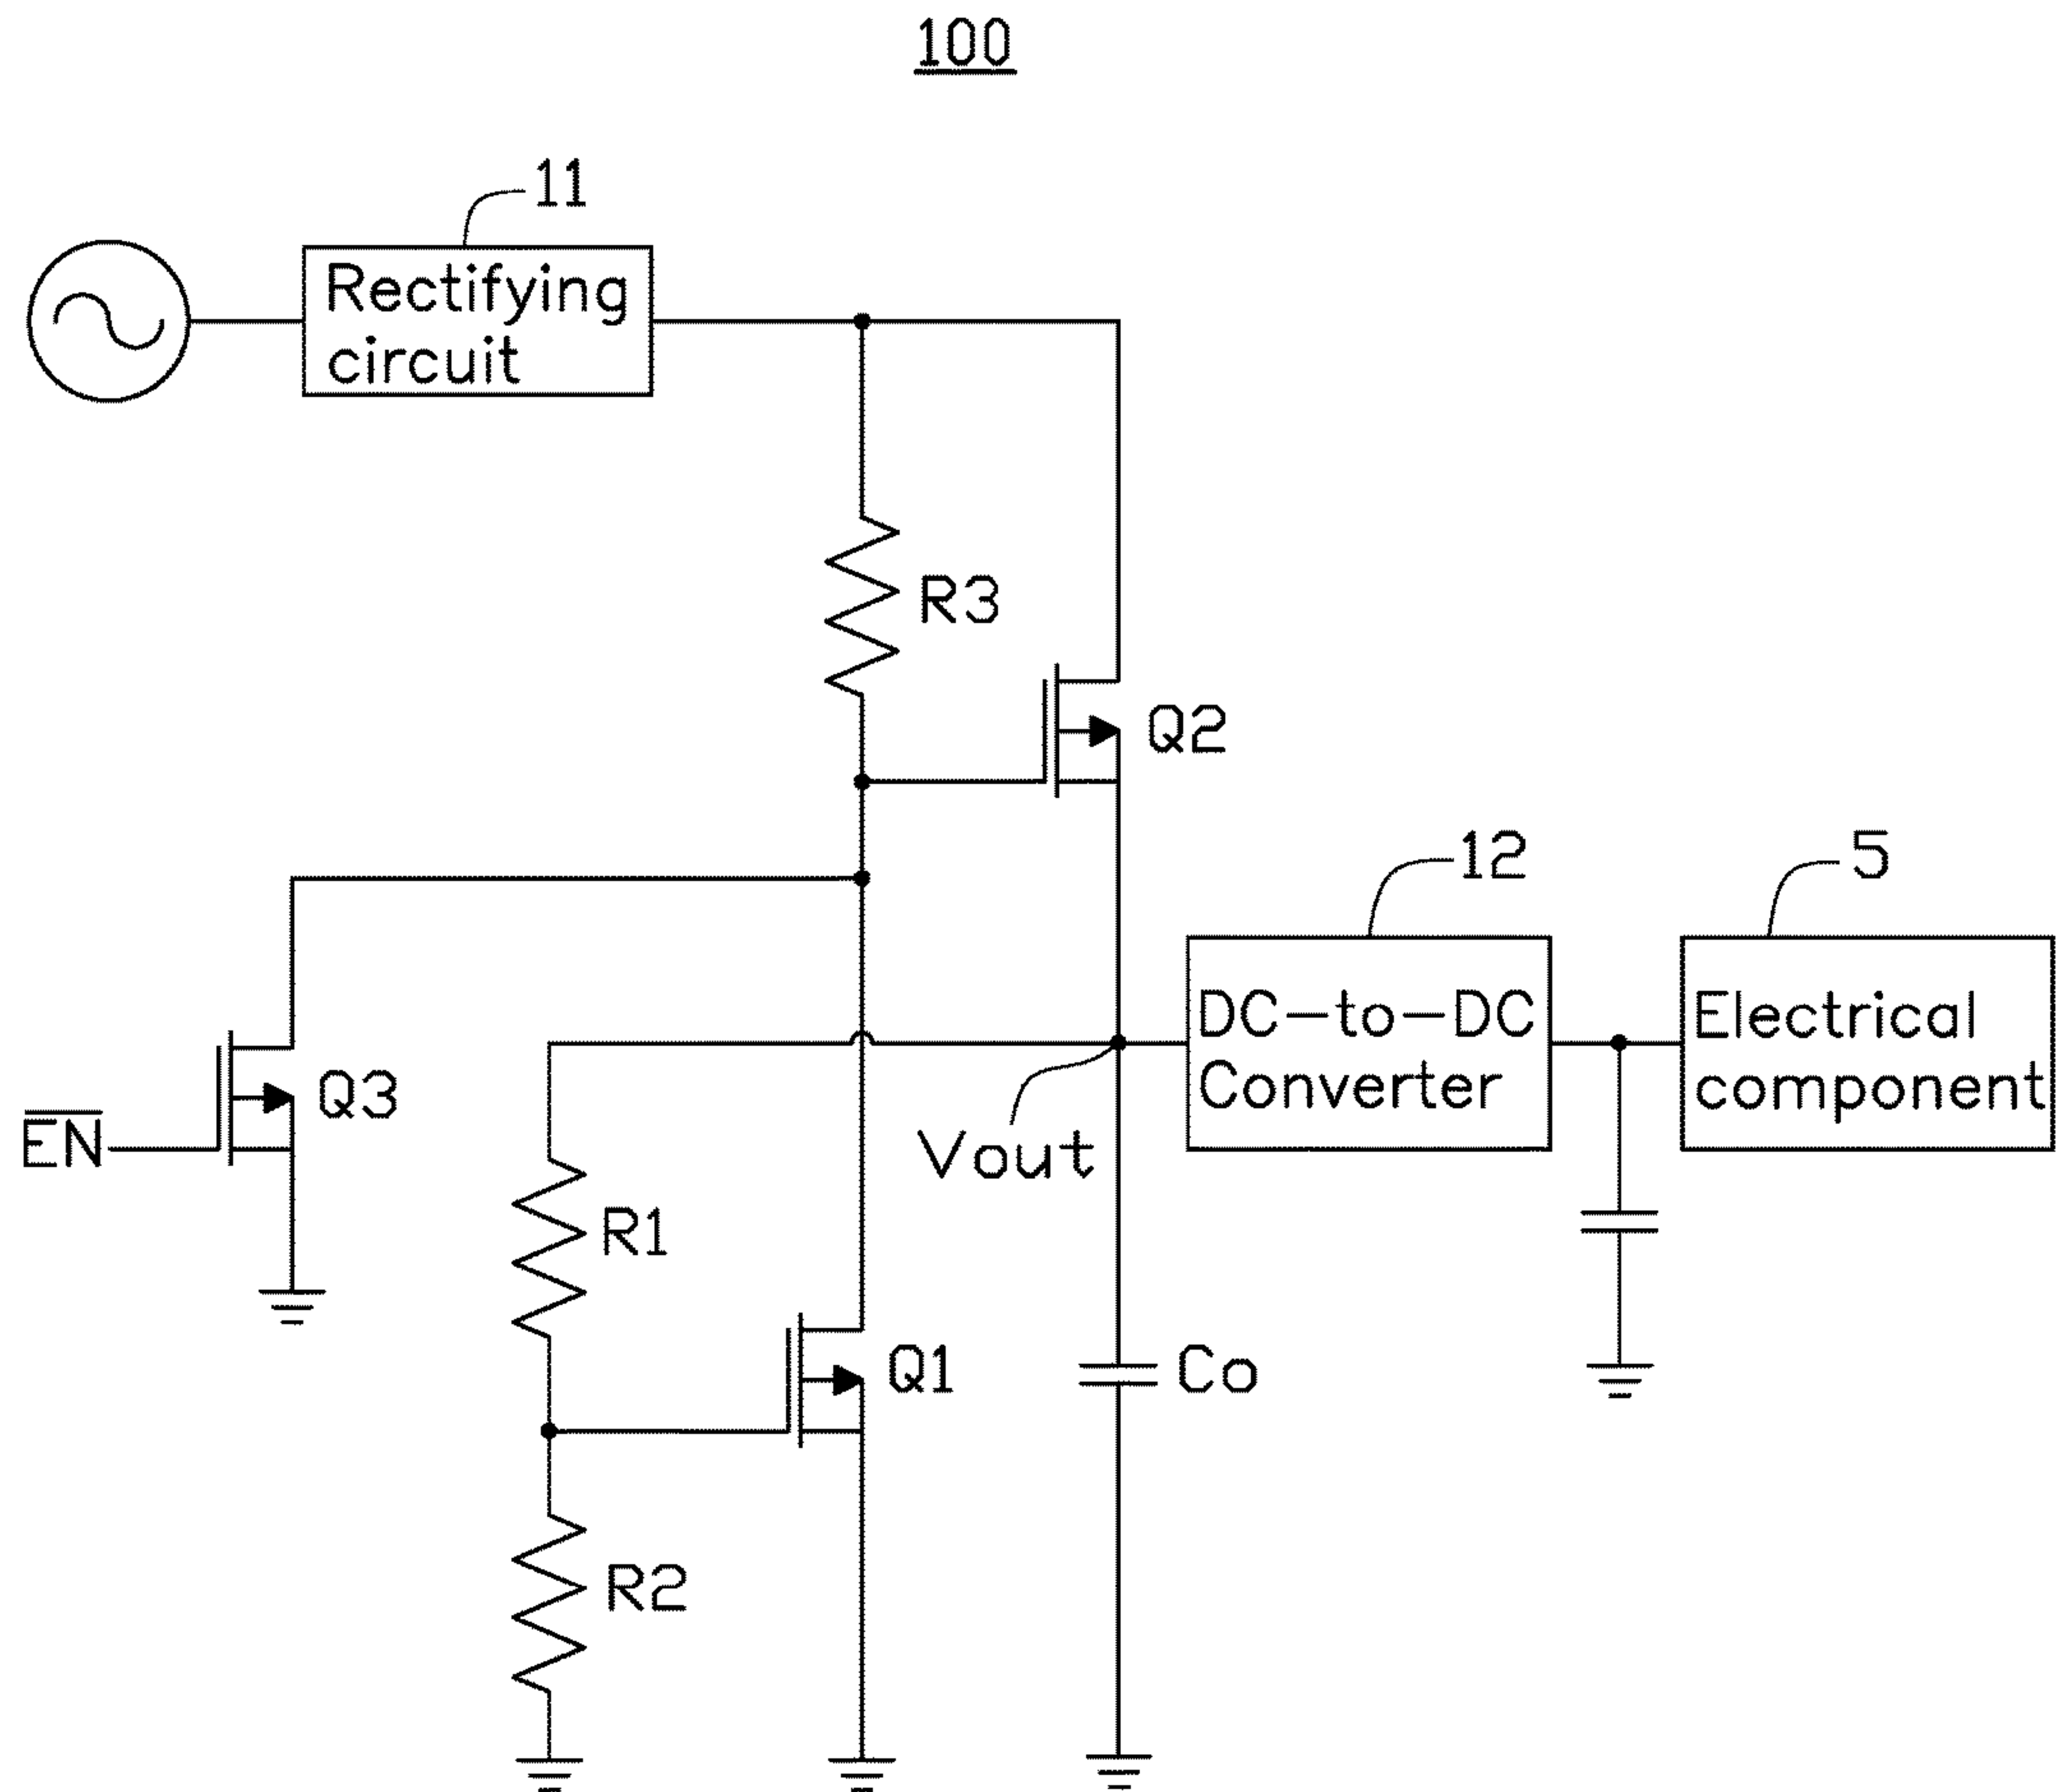 100
11
Rectifying
circuit
R3
Q2
12
5
DC-to-DC
Converter
Electrical
component
Q3
E̅N̅
Vout
R1
Q1
Co
R2